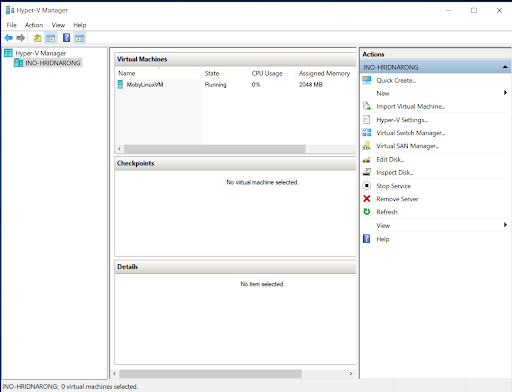 Hyper-V Manager
File Action View Help
Hyper-V Manager
INO-HRIDNARONG
Virtual Machines
Name State CPU Usage Assigned Memory
MobyLinuxVM Running 0% 2048 MB
Checkpoints
No virtual machine selected.
Details
No item selected.
Actions
INO-HRIDNARONG
Quick Create...
New
Import Virtual Machine...
Hyper-V Settings...
Virtual Switch Manager...
Virtual SAN Manager...
Edit Disk...
Inspect Disk...
Stop Service
Remove Server
Refresh
View
Help
INO-HRIDNARONG: 0 virtual machines selected.